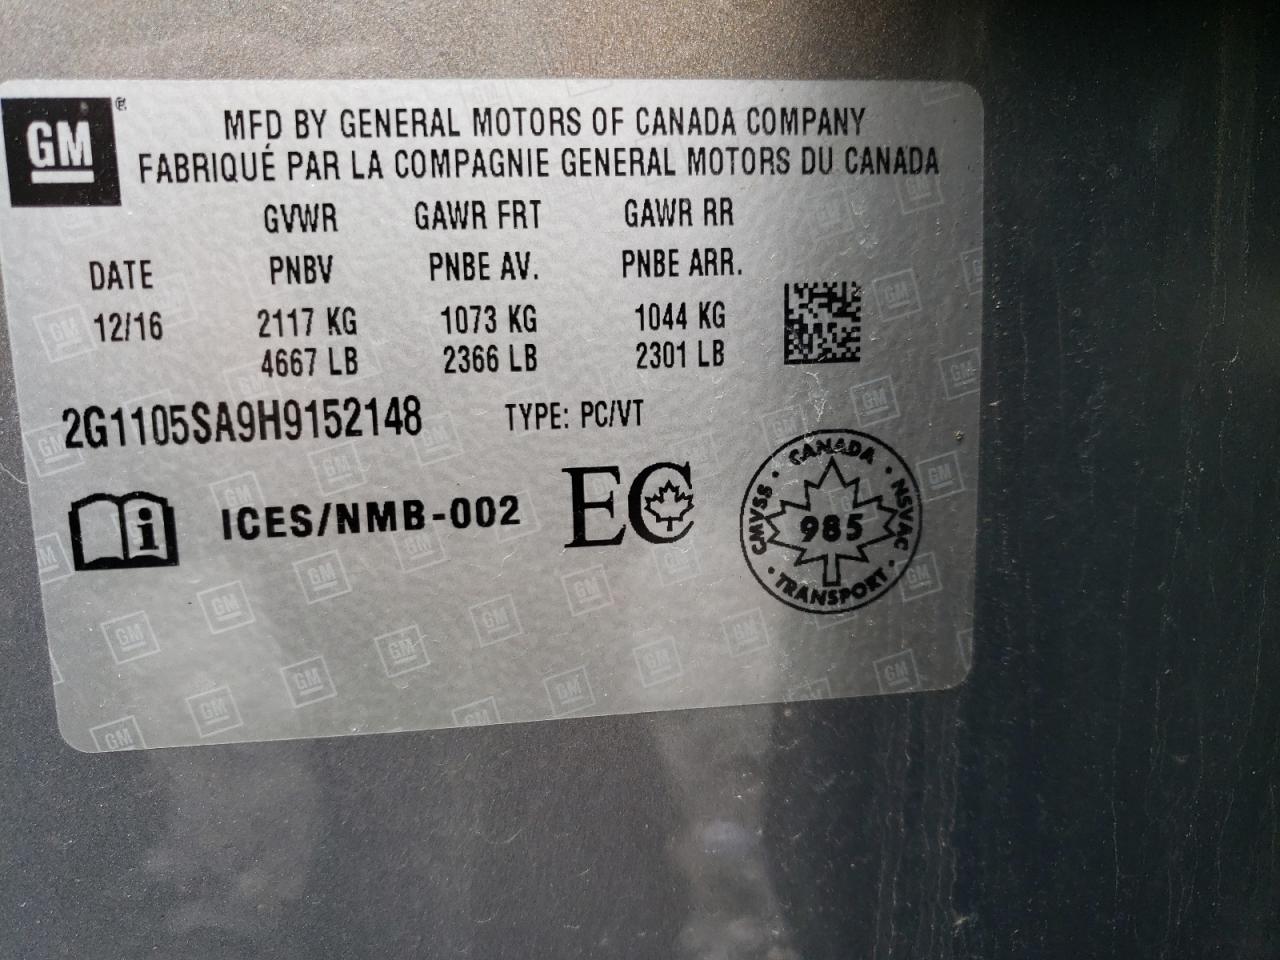 GM ®
MFD BY GENERAL MOTORS OF CANADA COMPANY
FABRIQUÉ PAR LA COMPAGNIE GENERAL MOTORS DU CANADA
GVWR GAWR FRT GAWR RR
DATE PNBV PNBE AV. PNBE ARR.
12/16 2117 KG 1073 KG 1044 KG
4667 LB 2366 LB 2301 LB
2G1105SA9H9152148 TYPE: PC/VT
i ICES/NMB-002 EC
CANADA
CMVSS 985 NSVAC
TRANSPORT